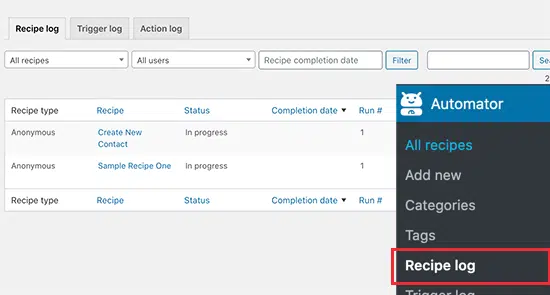 Recipe log Trigger log Action log
All recipes All users Recipe completion date Filter
2
Recipe type Recipe Status Completion date Run #
Anonymous Create New Contact In progress 1
Anonymous Sample Recipe One In progress 1
Recipe type Recipe Status Completion date Run #
Automator
All recipes
Add new
Categories
Tags
Recipe log
Trigger log